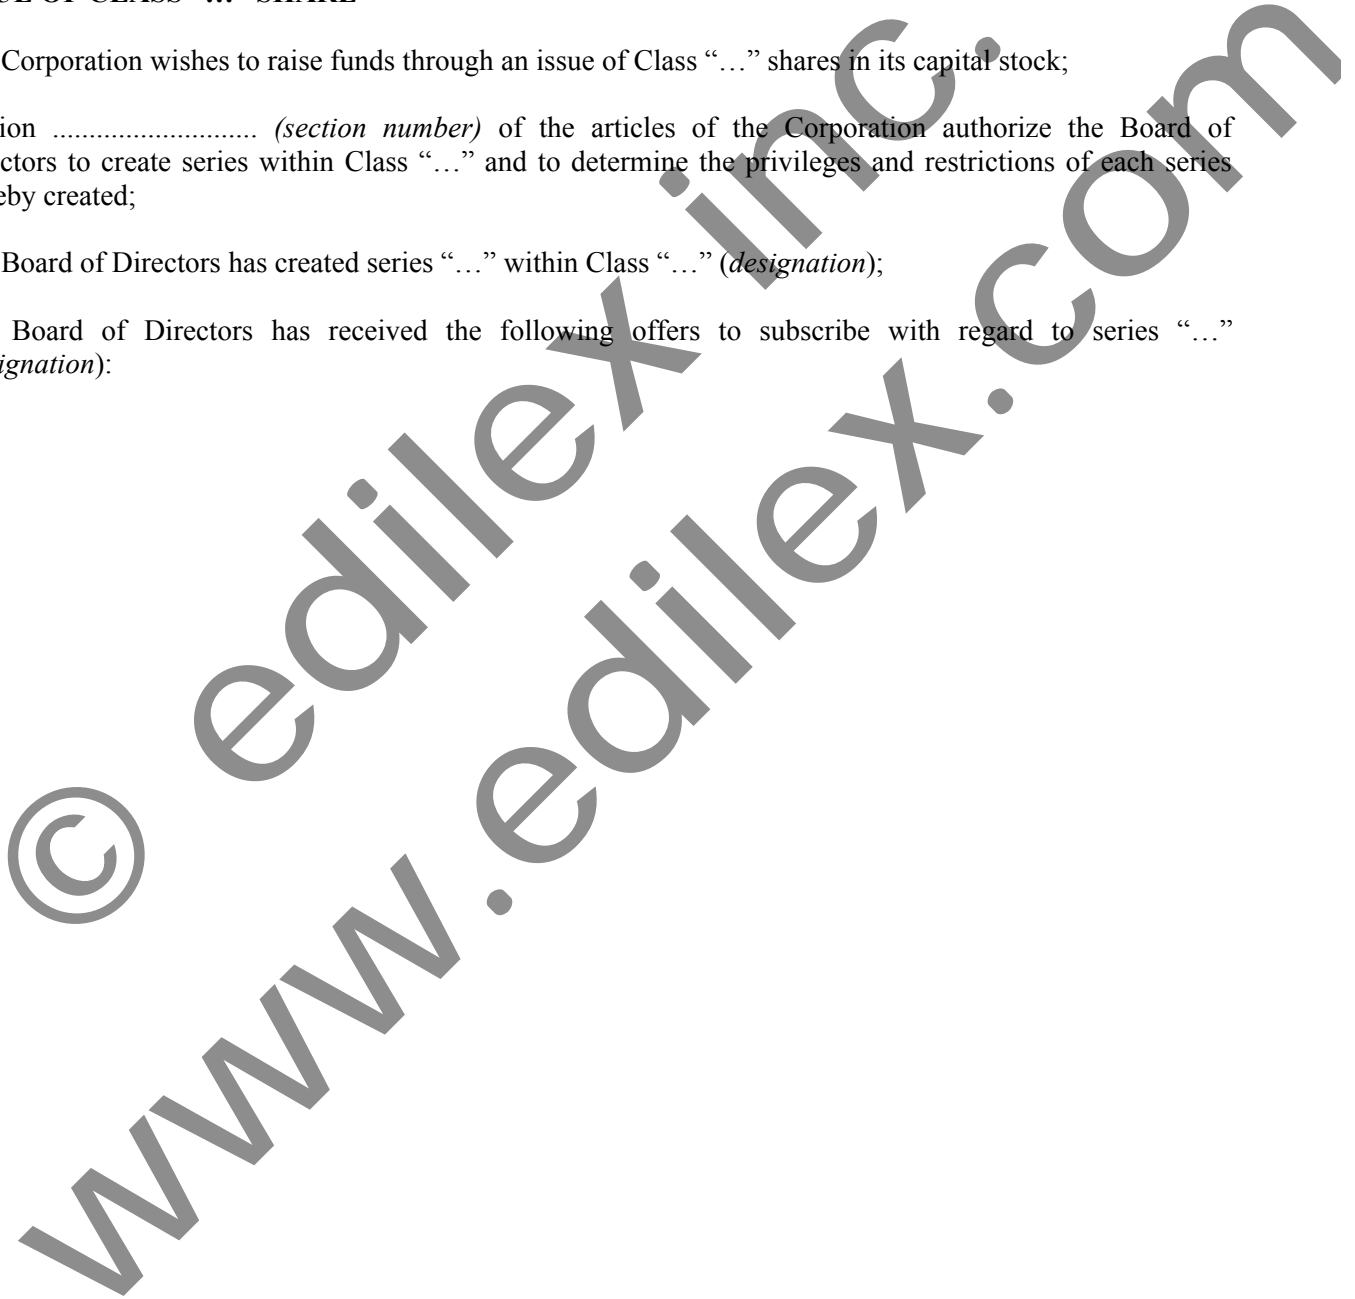 UE OF CLASS “…” SHARE
Corporation wishes to raise funds through an issue of Class “…” shares in its capital stock;
ion ............................ (section number) of the articles of the Corporation authorize the Board of
ctors to create series within Class “…” and to determine the privileges and restrictions of each series
eby created;
Board of Directors has created series “…” within Class “…” (designation);
Board of Directors has received the following offers to subscribe with regard to series “…”
ignation):
© edilex inc.
www.edilex.com